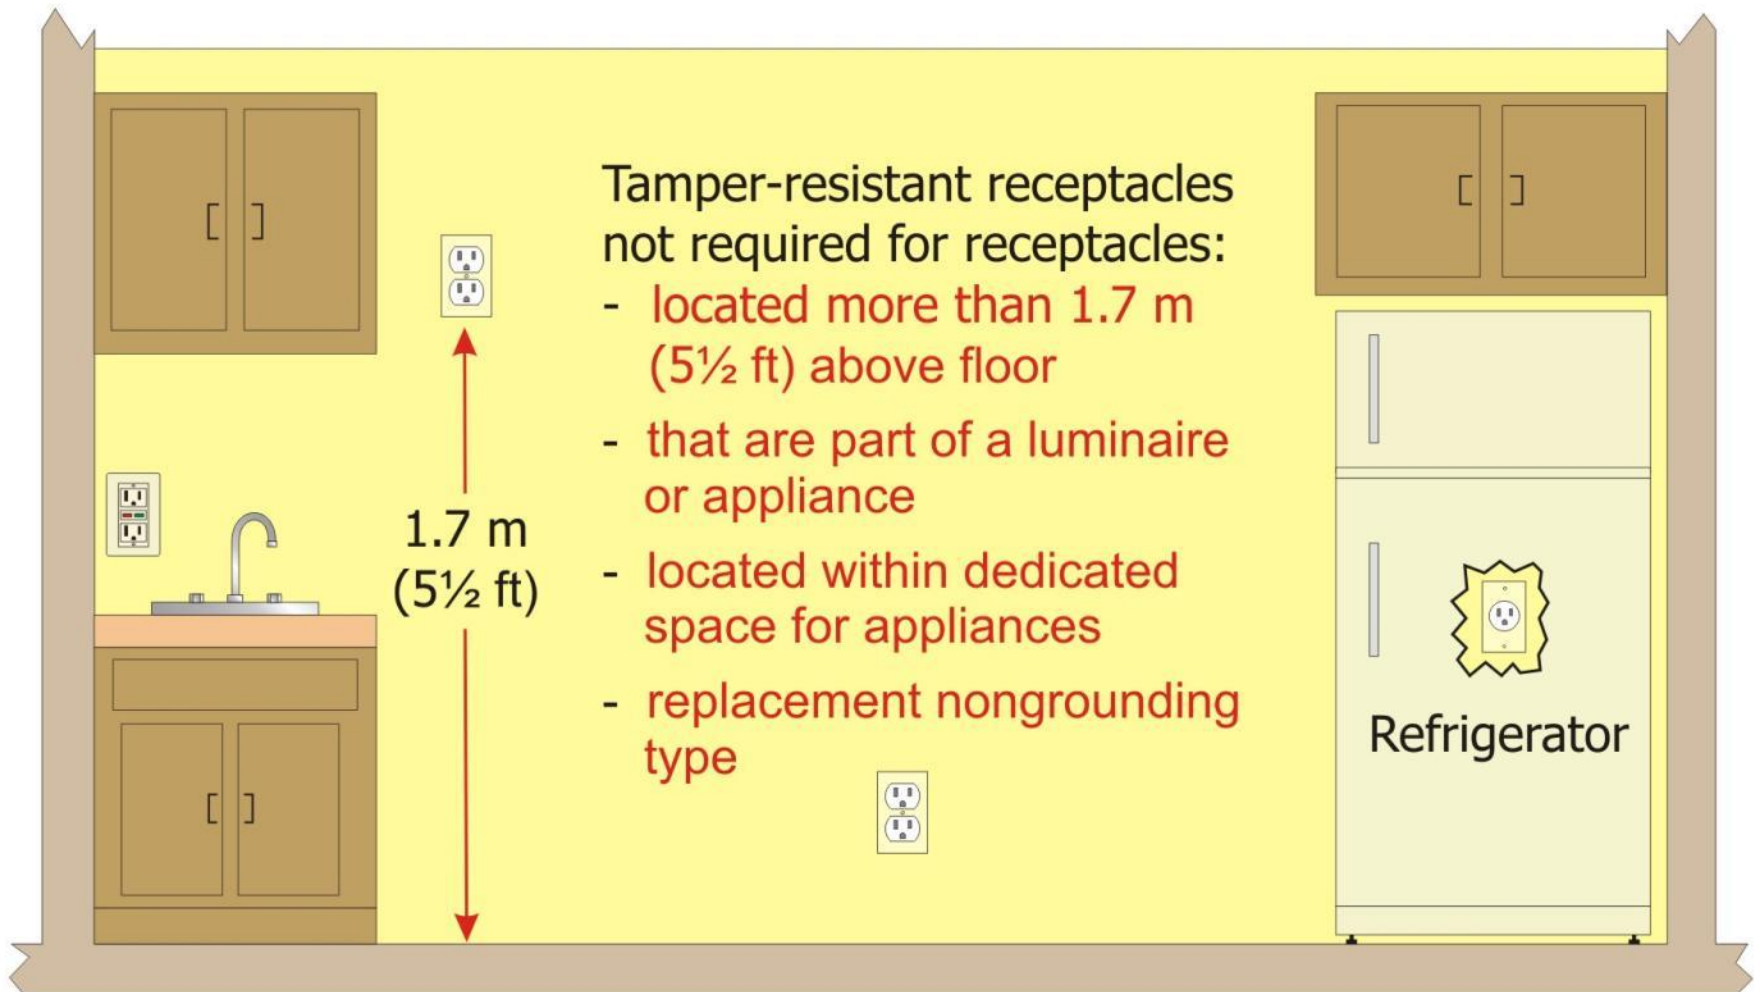 Tamper-resistant receptacles
not required for receptacles:
- located more than 1.7 m
(5½ ft) above floor
- that are part of a luminaire
or appliance
- located within dedicated
space for appliances
- replacement nongrounding
type
1.7 m
(5½ ft)
Refrigerator